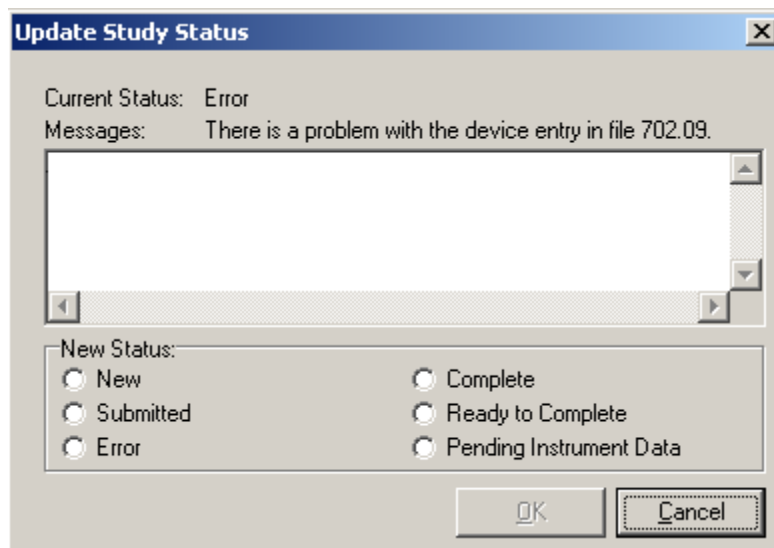 Update Study Status
Current Status: Error
Messages: There is a problem with the device entry in file 702.09.
New Status:
New Complete
Submitted Ready to Complete
Error Pending Instrument Data
OK Cancel